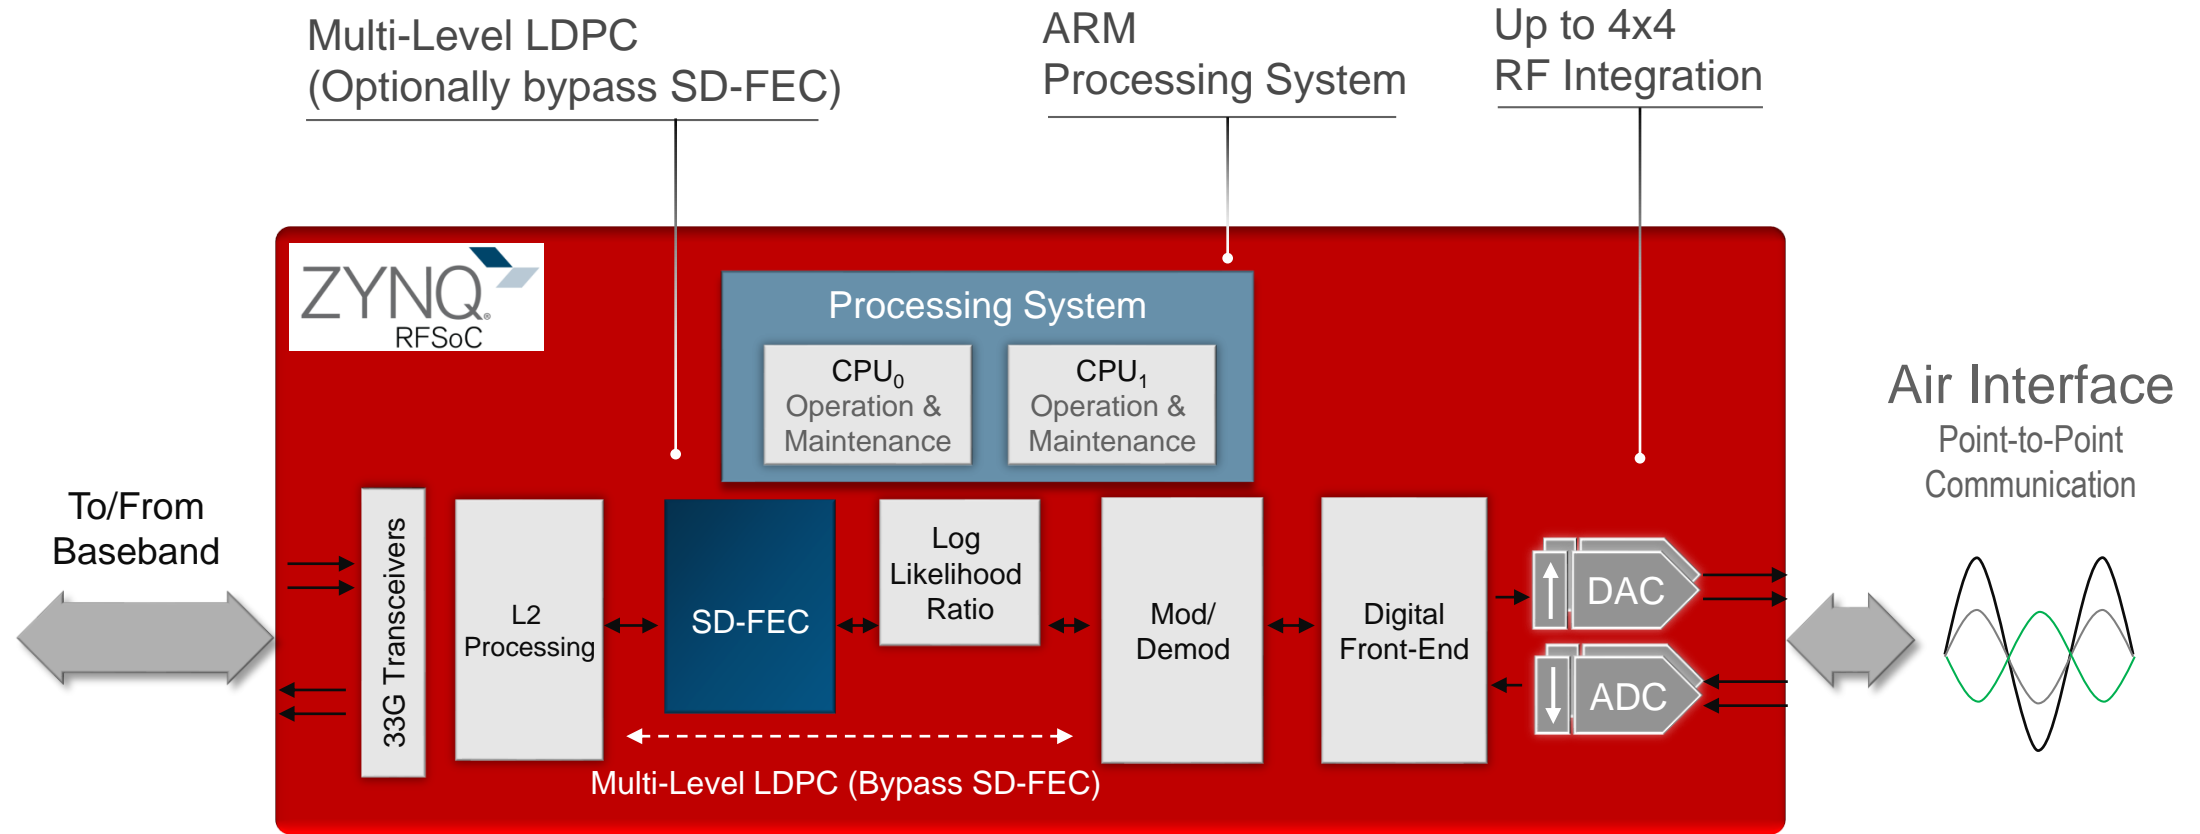 Multi-Level LDPC
(Optionally bypass SD-FEC)
ARM
Processing System
Up to 4x4
RF Integration
ZYNQ®
RFSoC
Processing System
CPU0
Operation &
Maintenance
CPU1
Operation &
Maintenance
Air Interface
Point-to-Point
Communication
To/From
Baseband
33G Transceivers
L2
Processing
SD-FEC
Log
Likelihood
Ratio
Mod/
Demod
Digital
Front-End
DAC
ADC
Multi-Level LDPC (Bypass SD-FEC)